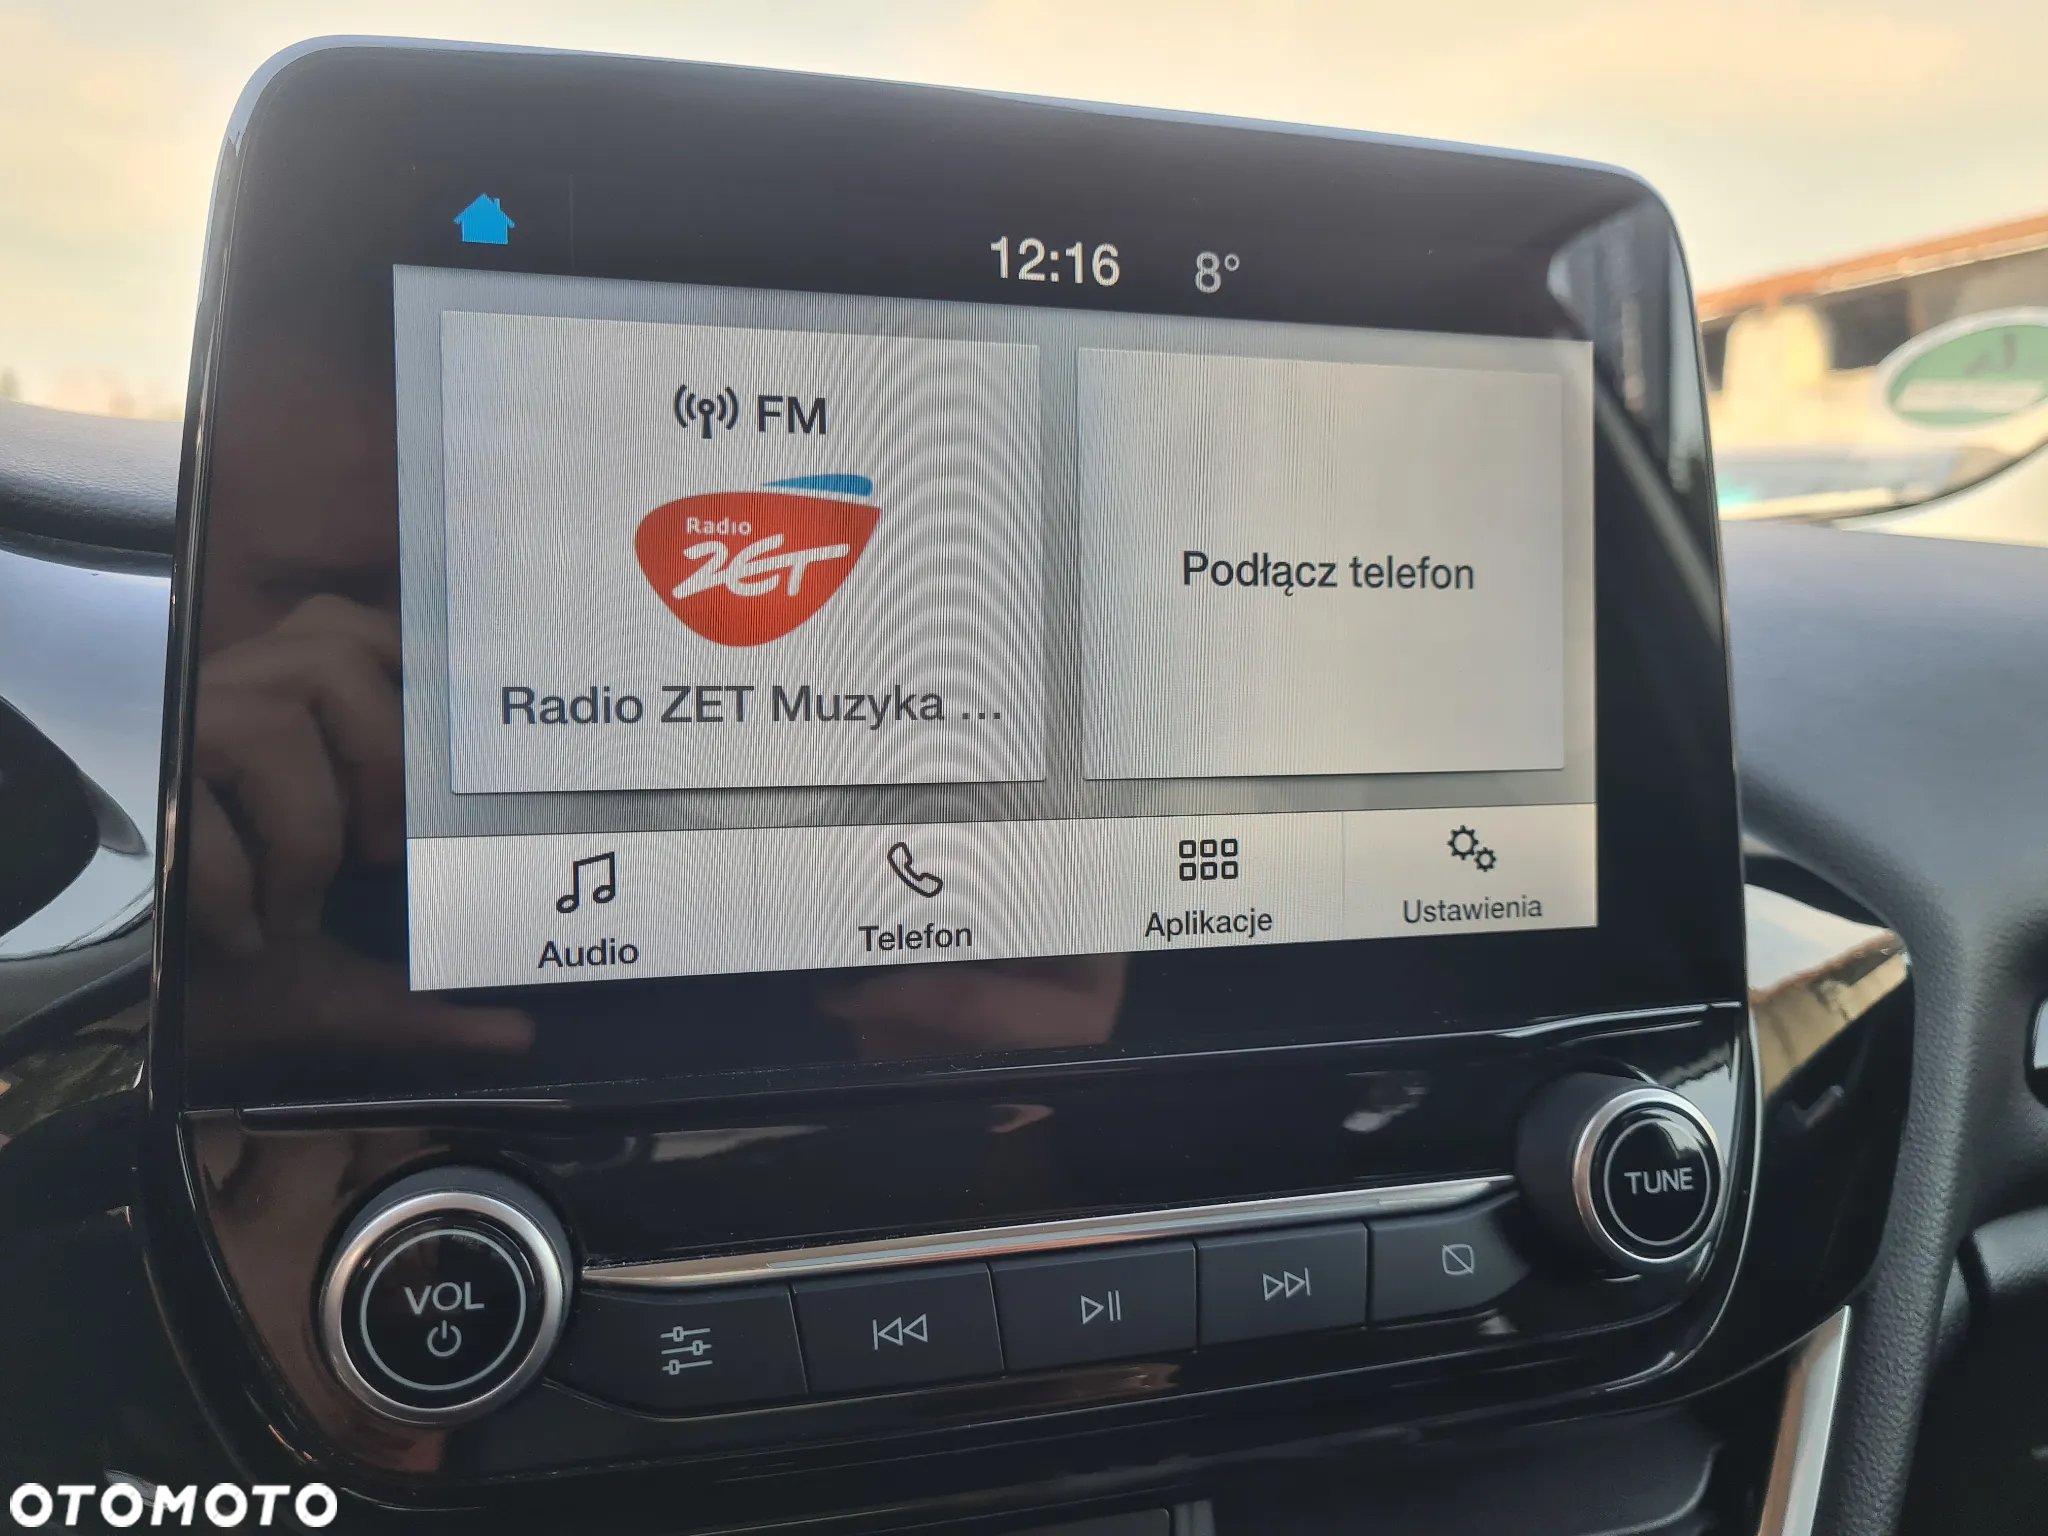 12:16 8°
FM
Radio
ZET
Radio ZET Muzyka ...
Podłącz telefon
Audio
Telefon
Aplikacje
Ustawienia
VOL
TUNE
OTOMOTO